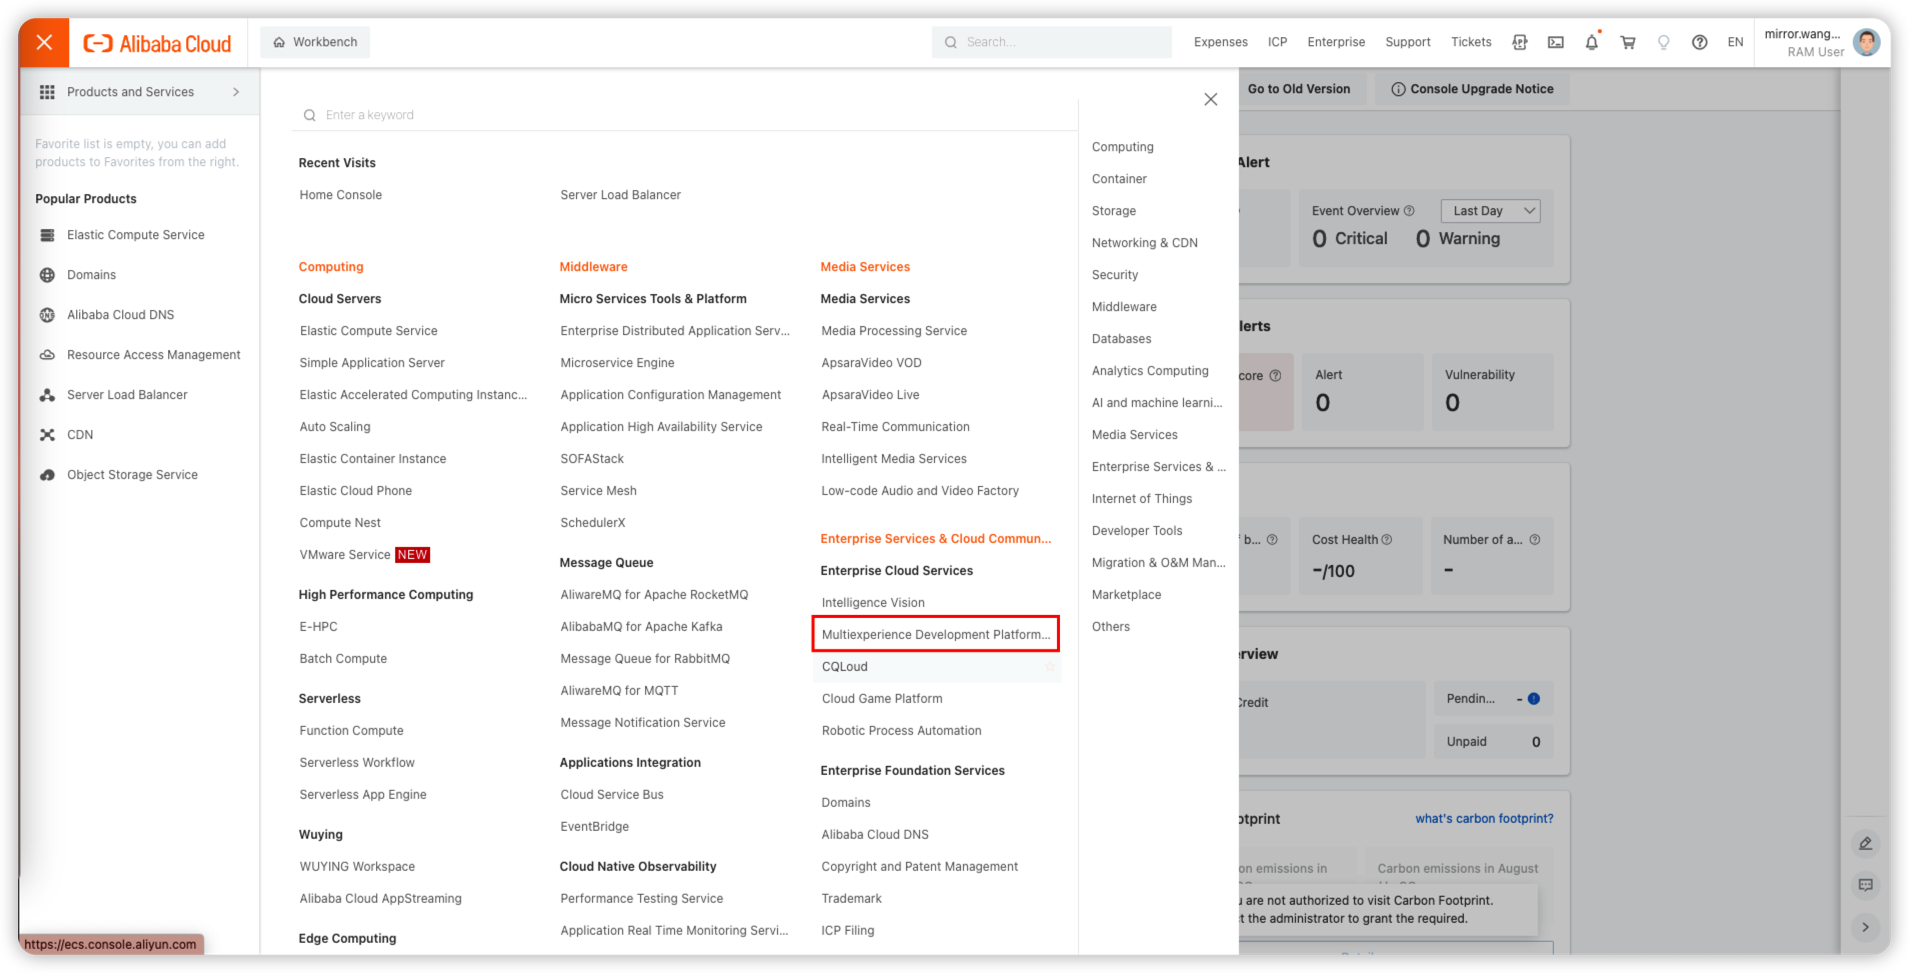 Alibaba Cloud
Workbench
Search...
Expenses
ICP
Enterprise
Support
Tickets
EN
mirror.wang...
RAM User
Products and Services
Favorite list is empty, you can add
products to Favorites from the right.
Popular Products
Elastic Compute Service
Domains
Alibaba Cloud DNS
Resource Access Management
Server Load Balancer
CDN
Object Storage Service
https://ecs.console.aliyun.com
Enter a keyword
Recent Visits
Home Console
Server Load Balancer
Computing
Cloud Servers
Elastic Compute Service
Simple Application Server
Elastic Accelerated Computing Instanc...
Auto Scaling
Elastic Container Instance
Elastic Cloud Phone
Compute Nest
VMware Service NEW
High Performance Computing
E-HPC
Batch Compute
Serverless
Function Compute
Serverless Workflow
Serverless App Engine
Wuying
WUYING Workspace
Alibaba Cloud AppStreaming
Edge Computing
Middleware
Micro Services Tools & Platform
Enterprise Distributed Application Serv...
Microservice Engine
Application Configuration Management
Application High Availability Service
SOFAStack
Service Mesh
SchedulerX
Message Queue
AliwareMQ for Apache RocketMQ
AlibabaMQ for Apache Kafka
Message Queue for RabbitMQ
AliwareMQ for MQTT
Message Notification Service
Applications Integration
Cloud Service Bus
EventBridge
Cloud Native Observability
Performance Testing Service
Application Real Time Monitoring Servi...
Media Services
Media Services
Media Processing Service
ApsaraVideo VOD
ApsaraVideo Live
Real-Time Communication
Intelligent Media Services
Low-code Audio and Video Factory
Enterprise Services & Cloud Commun...
Enterprise Cloud Services
Intelligence Vision
Multiexperience Development Platform...
CQLoud
Cloud Game Platform
Robotic Process Automation
Enterprise Foundation Services
Domains
Alibaba Cloud DNS
Copyright and Patent Management
Trademark
ICP Filing
Computing
Container
Storage
Networking & CDN
Security
Middleware
Databases
Analytics Computing
AI and machine learni...
Media Services
Enterprise Services & ...
Internet of Things
Developer Tools
Migration & O&M Man...
Marketplace
Others
Go to Old Version
Console Upgrade Notice
Alert
Event Overview
Last Day
0 Critical
0 Warning
lerts
core
Alert
0
Vulnerability
0
f b...
Cost Health
-/100
Number of a...
-
rview
Credit
Pendin...
-
Unpaid
0
otprint
what's carbon footprint?
on emissions in
Carbon emissions in August
u are not authorized to visit Carbon Footprint.
ct the administrator to grant the required.